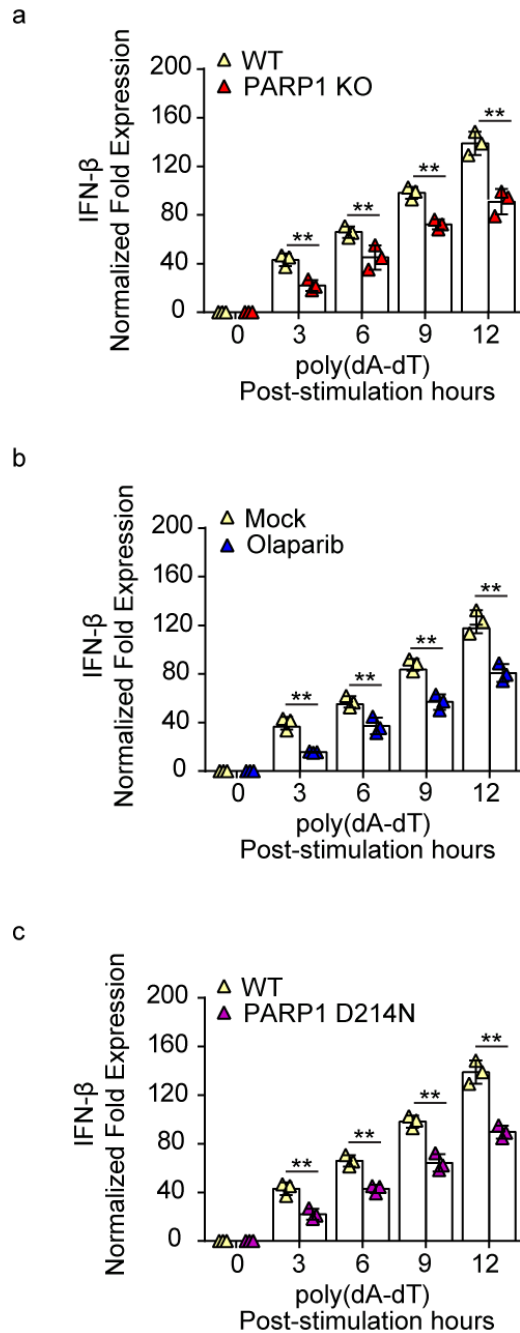 a
WT
PARP1 KO
IFN-β
Normalized Fold Expression
200
160
120
80
40
0
**
**
**
**
0 3 6 9 12
poly(dA-dT)
Post-stimulation hours
b
Mock
Olaparib
IFN-β
Normalized Fold Expression
200
160
120
80
40
0
**
**
**
**
0 3 6 9 12
poly(dA-dT)
Post-stimulation hours
c
WT
PARP1 D214N
IFN-β
Normalized Fold Expression
200
160
120
80
40
0
**
**
**
**
0 3 6 9 12
poly(dA-dT)
Post-stimulation hours